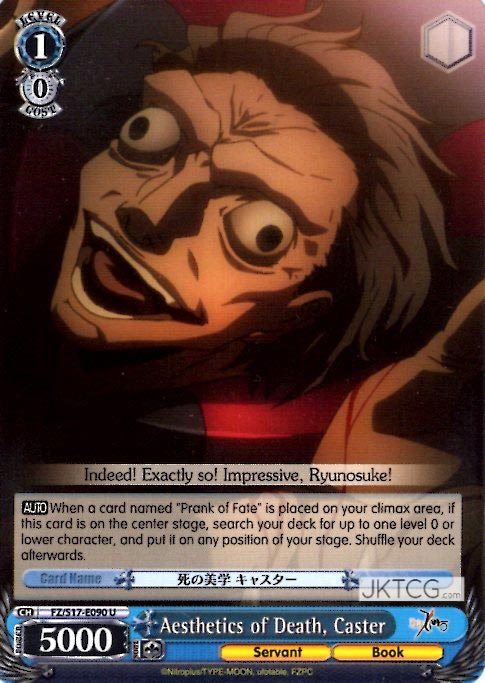 LEVEL
1
0
COST
Indeed! Exactly so! Impressive, Ryunosuke!
AUTO When a card named "Prank of Fate" is placed on your climax area, if
this card is on the center stage, search your deck for up to one level 0 or
lower character, and put it on any position of your stage. Shuffle your deck
afterwards.
Card Name 死の美学 キャスター
JKTCG.com
CH FZ/S17-E090 U
POWER 5000 SOUL Aesthetics of Death, Caster
Servant Book
©Nitroplus/TYPE-MOON, ufotable, FZPC